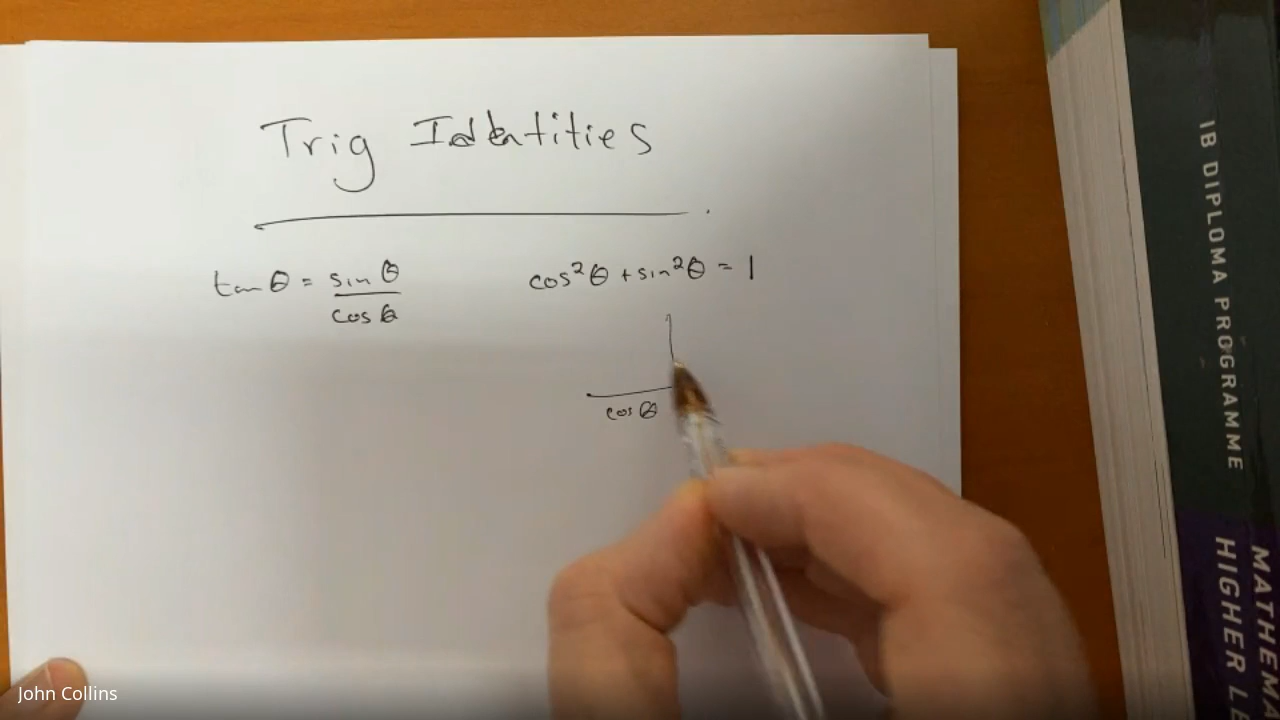 Trig Identities
tan θ = sin θ / cos θ
cos²θ + sin²θ = 1
cos θ
IB DIPLOMA PROGRAMME
MATHEMA
HIGHER LE
John Collins